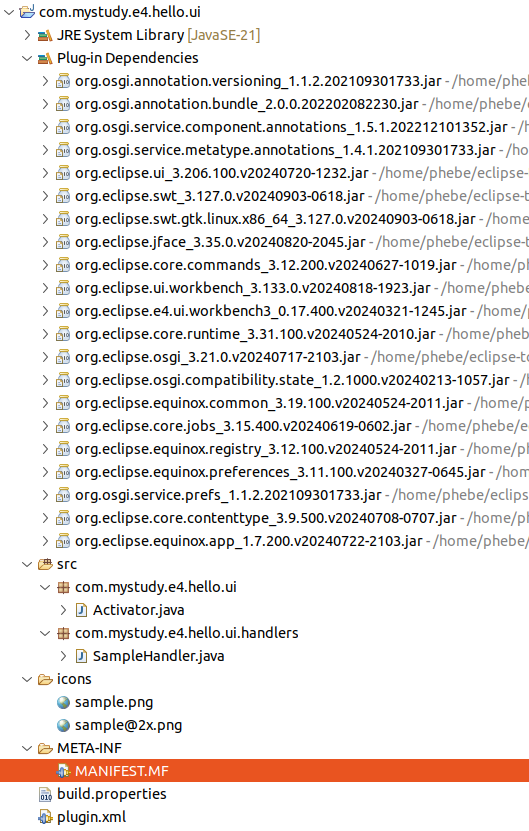 com.mystudy.e4.hello.ui
JRE System Library [JavaSE-21]
Plug-in Dependencies
org.osgi.annotation.versioning_1.1.2.202109301733.jar - /home/phe
org.osgi.annotation.bundle_2.0.0.202202082230.jar - /home/phebe/
org.osgi.service.component.annotations_1.5.1.202212101352.jar - /
org.osgi.service.metatype.annotations_1.4.1.202109301733.jar - /ho
org.eclipse.ui_3.206.100.v20240720-1232.jar - /home/phebe/eclipse-
org.eclipse.swt_3.127.0.v20240903-0618.jar - /home/phebe/eclipse-t
org.eclipse.swt.gtk.linux.x86_64_3.127.0.v20240903-0618.jar - /hom
org.eclipse.jface_3.35.0.v20240820-2045.jar - /home/phebe/eclipse-
org.eclipse.core.commands_3.12.200.v20240627-1019.jar - /home/p
org.eclipse.ui.workbench_3.133.0.v20240818-1923.jar - /home/pheb
org.eclipse.e4.ui.workbench3_0.17.400.v20240321-1245.jar - /home/
org.eclipse.core.runtime_3.31.100.v20240524-2010.jar - /home/pheb
org.eclipse.osgi_3.21.0.v20240717-2103.jar - /home/phebe/eclipse-to
org.eclipse.osgi.compatibility.state_1.2.1000.v20240213-1057.jar - /h
org.eclipse.equinox.common_3.19.100.v20240524-2011.jar - /home/
org.eclipse.core.jobs_3.15.400.v20240619-0602.jar - /home/phebe/e
org.eclipse.equinox.registry_3.12.100.v20240524-2011.jar - /home/p
org.eclipse.equinox.preferences_3.11.100.v20240327-0645.jar - /hom
org.osgi.service.prefs_1.1.2.202109301733.jar - /home/phebe/eclips
org.eclipse.core.contenttype_3.9.500.v20240708-0707.jar - /home/p
org.eclipse.equinox.app_1.7.200.v20240722-2103.jar - /home/phebe/
src
com.mystudy.e4.hello.ui
Activator.java
com.mystudy.e4.hello.ui.handlers
SampleHandler.java
icons
sample.png
sample@2x.png
META-INF
MANIFEST.MF
build.properties
plugin.xml